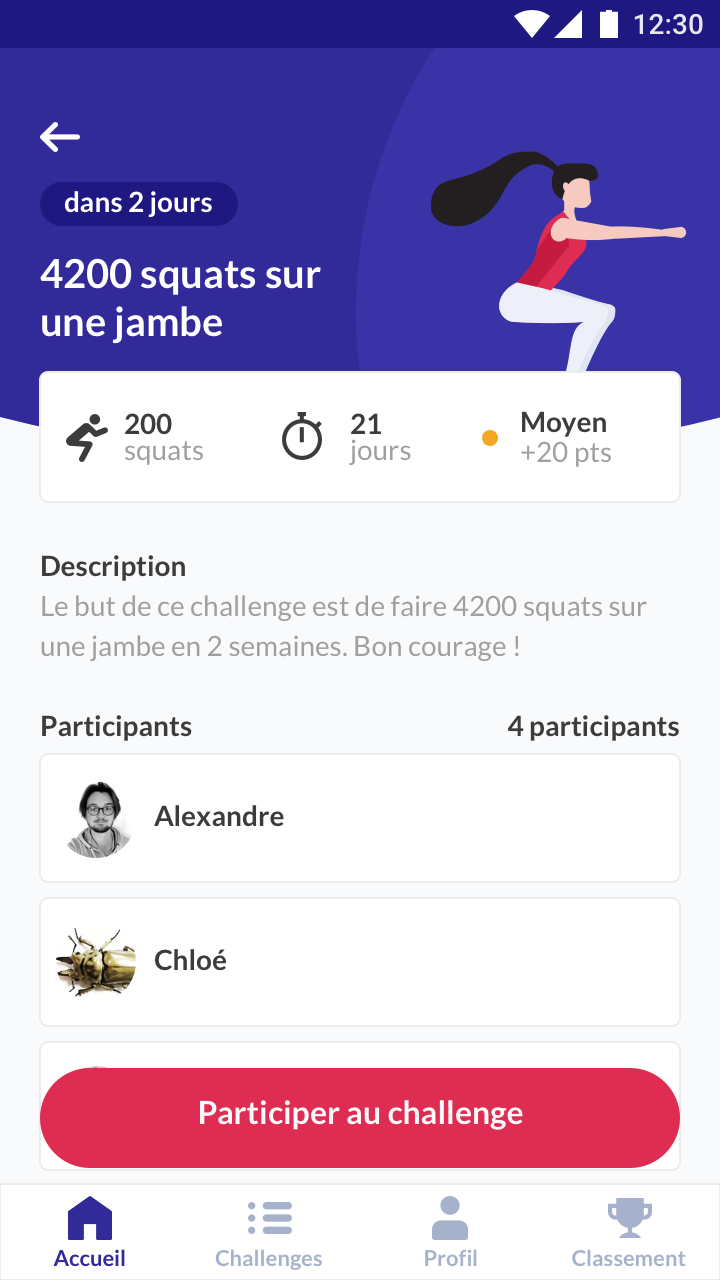 12:30
dans 2 jours
4200 squats sur
une jambe
200
squats
21
jours
Moyen
+20 pts
Description
Le but de ce challenge est de faire 4200 squats sur
une jambe en 2 semaines. Bon courage !
Participants
4 participants
Alexandre
Chloé
Participer au challenge
Accueil
Challenges
Profil
Classement